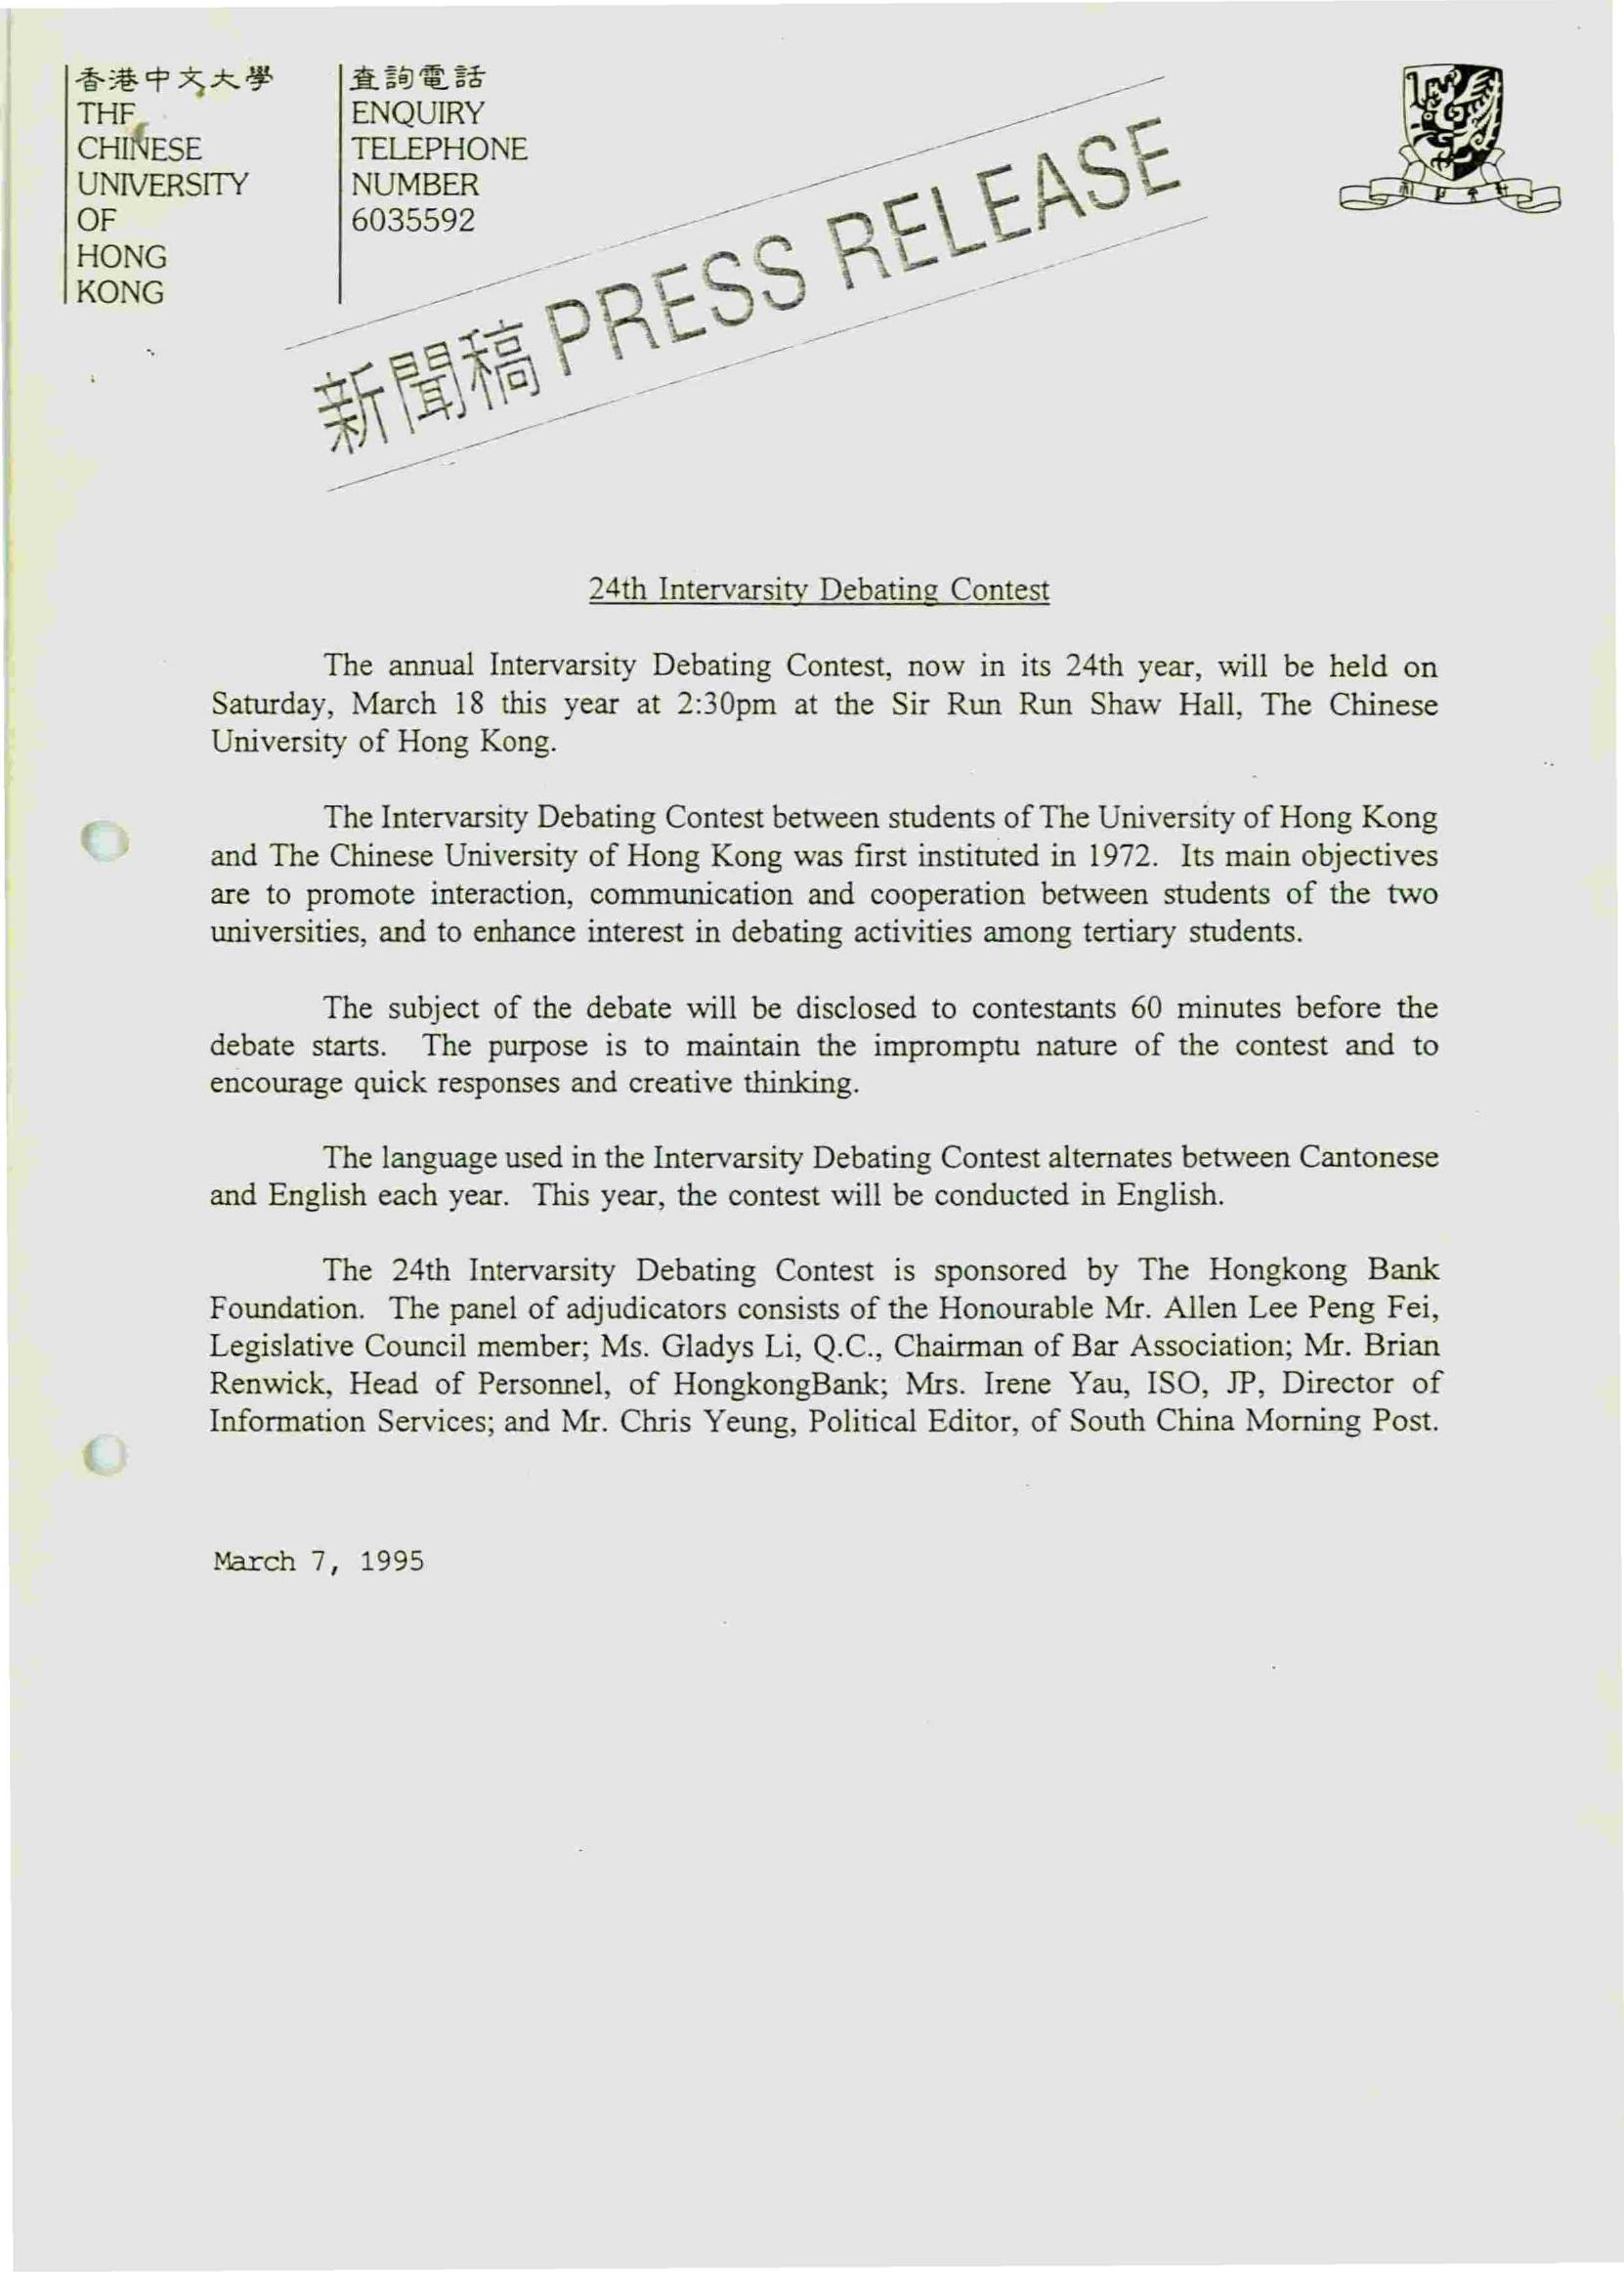 香港中文大學
THE
CHINESE
UNIVERSITY
OF
HONG
KONG
查詢電話
ENQUIRY
TELEPHONE
NUMBER
6035592
新聞稿 PRESS RELEASE
24th Intervarsity Debating Contest
The annual Intervarsity Debating Contest, now in its 24th year, will be held on
Saturday, March 18 this year at 2:30pm at the Sir Run Run Shaw Hall, The Chinese
University of Hong Kong.
The Intervarsity Debating Contest between students of The University of Hong Kong
and The Chinese University of Hong Kong was first instituted in 1972. Its main objectives
are to promote interaction, communication and cooperation between students of the two
universities, and to enhance interest in debating activities among tertiary students.
The subject of the debate will be disclosed to contestants 60 minutes before the
debate starts. The purpose is to maintain the impromptu nature of the contest and to
encourage quick responses and creative thinking.
The language used in the Intervarsity Debating Contest alternates between Cantonese
and English each year. This year, the contest will be conducted in English.
The 24th Intervarsity Debating Contest is sponsored by The Hongkong Bank
Foundation. The panel of adjudicators consists of the Honourable Mr. Allen Lee Peng Fei,
Legislative Council member; Ms. Gladys Li, Q.C., Chairman of Bar Association; Mr. Brian
Renwick, Head of Personnel, of HongkongBank; Mrs. Irene Yau, ISO, JP, Director of
Information Services; and Mr. Chris Yeung, Political Editor, of South China Morning Post.
March 7, 1995